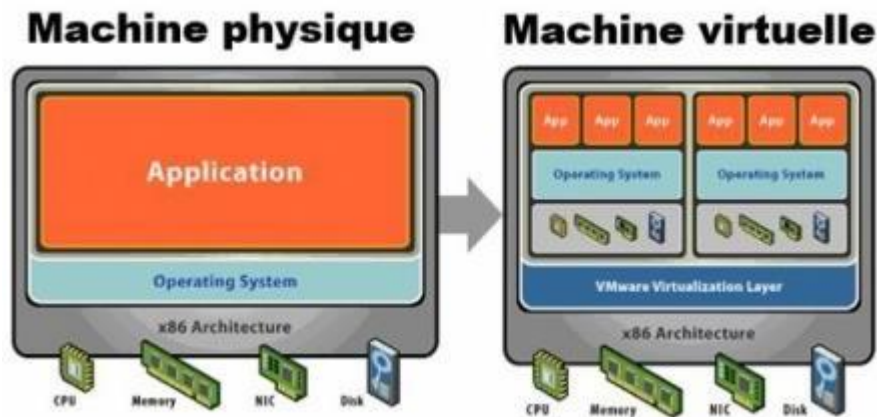 Machine physique
Application
Operating System
x86 Architecture
CPU
Memory
NIC
Disk
Machine virtuelle
App App App
Operating System
App App App
Operating System
VMware Virtualization Layer
x86 Architecture
CPU
Memory
NIC
Disk